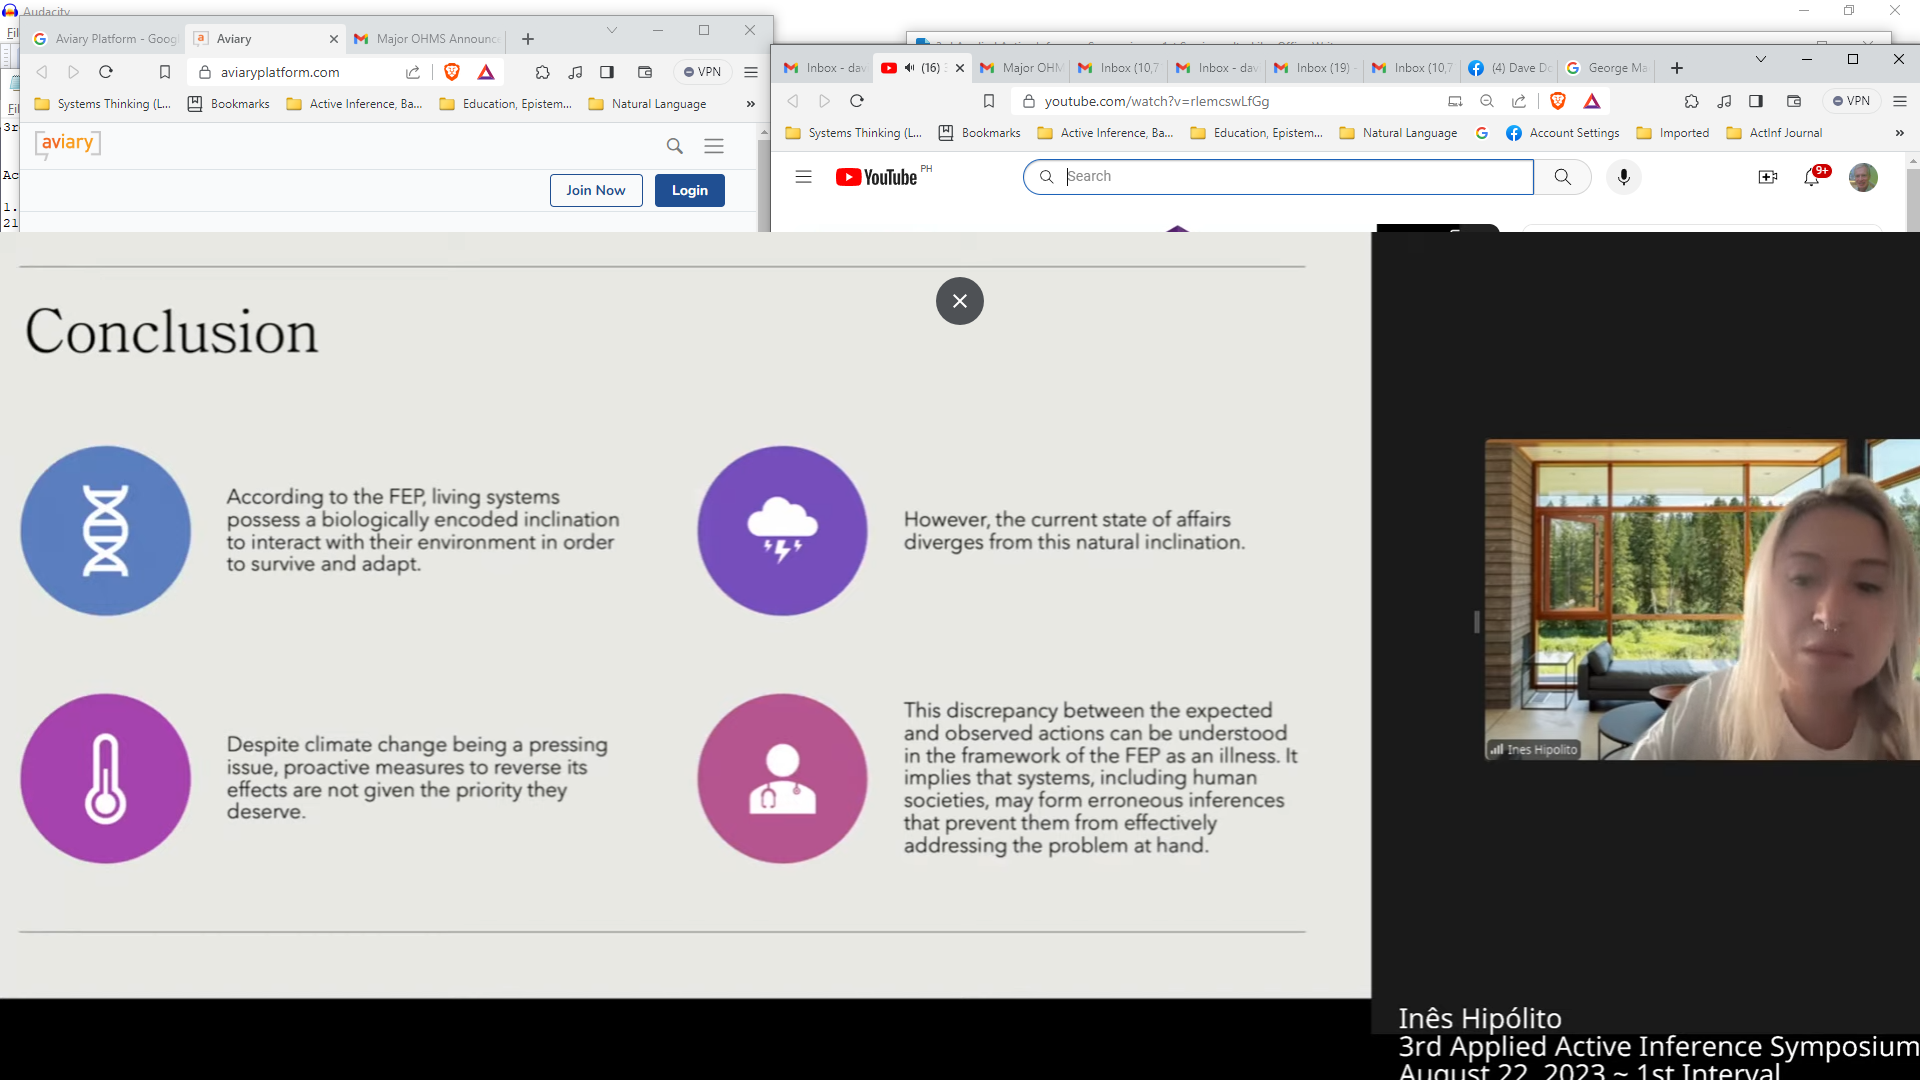 Audacity
Fil
Aviary Platform - Goog
Aviary
Major OHMS Announc
aviaryplatform.com
VPN
Systems Thinking (L...
Bookmarks
Active Inference, Ba...
Education, Epistem...
Natural Language
»
aviary
Join Now
Login
3r
Ac
1.
21
Inbox - dav
(16)
Major OHM
Inbox (10,7
Inbox - dav
Inbox (19) -
Inbox (10,7
(4) Dave Do
George Ma
youtube.com/watch?v=rIemcswLfGg
VPN
Systems Thinking (L...
Bookmarks
Active Inference, Ba...
Education, Epistem...
Natural Language
Account Settings
Imported
ActInf Journal
»
YouTube PH
Search
9+
Conclusion
According to the FEP, living systems
possess a biologically encoded inclination
to interact with their environment in order
to survive and adapt.
However, the current state of affairs
diverges from this natural inclination.
Despite climate change being a pressing
issue, proactive measures to reverse its
effects are not given the priority they
deserve.
This discrepancy between the expected
and observed actions can be understood
in the framework of the FEP as an illness. It
implies that systems, including human
societies, may form erroneous inferences
that prevent them from effectively
addressing the problem at hand.
Ines Hipolito
Inês Hipólito
3rd Applied Active Inference Symposium
August 22, 2023 ~ 1st Interval